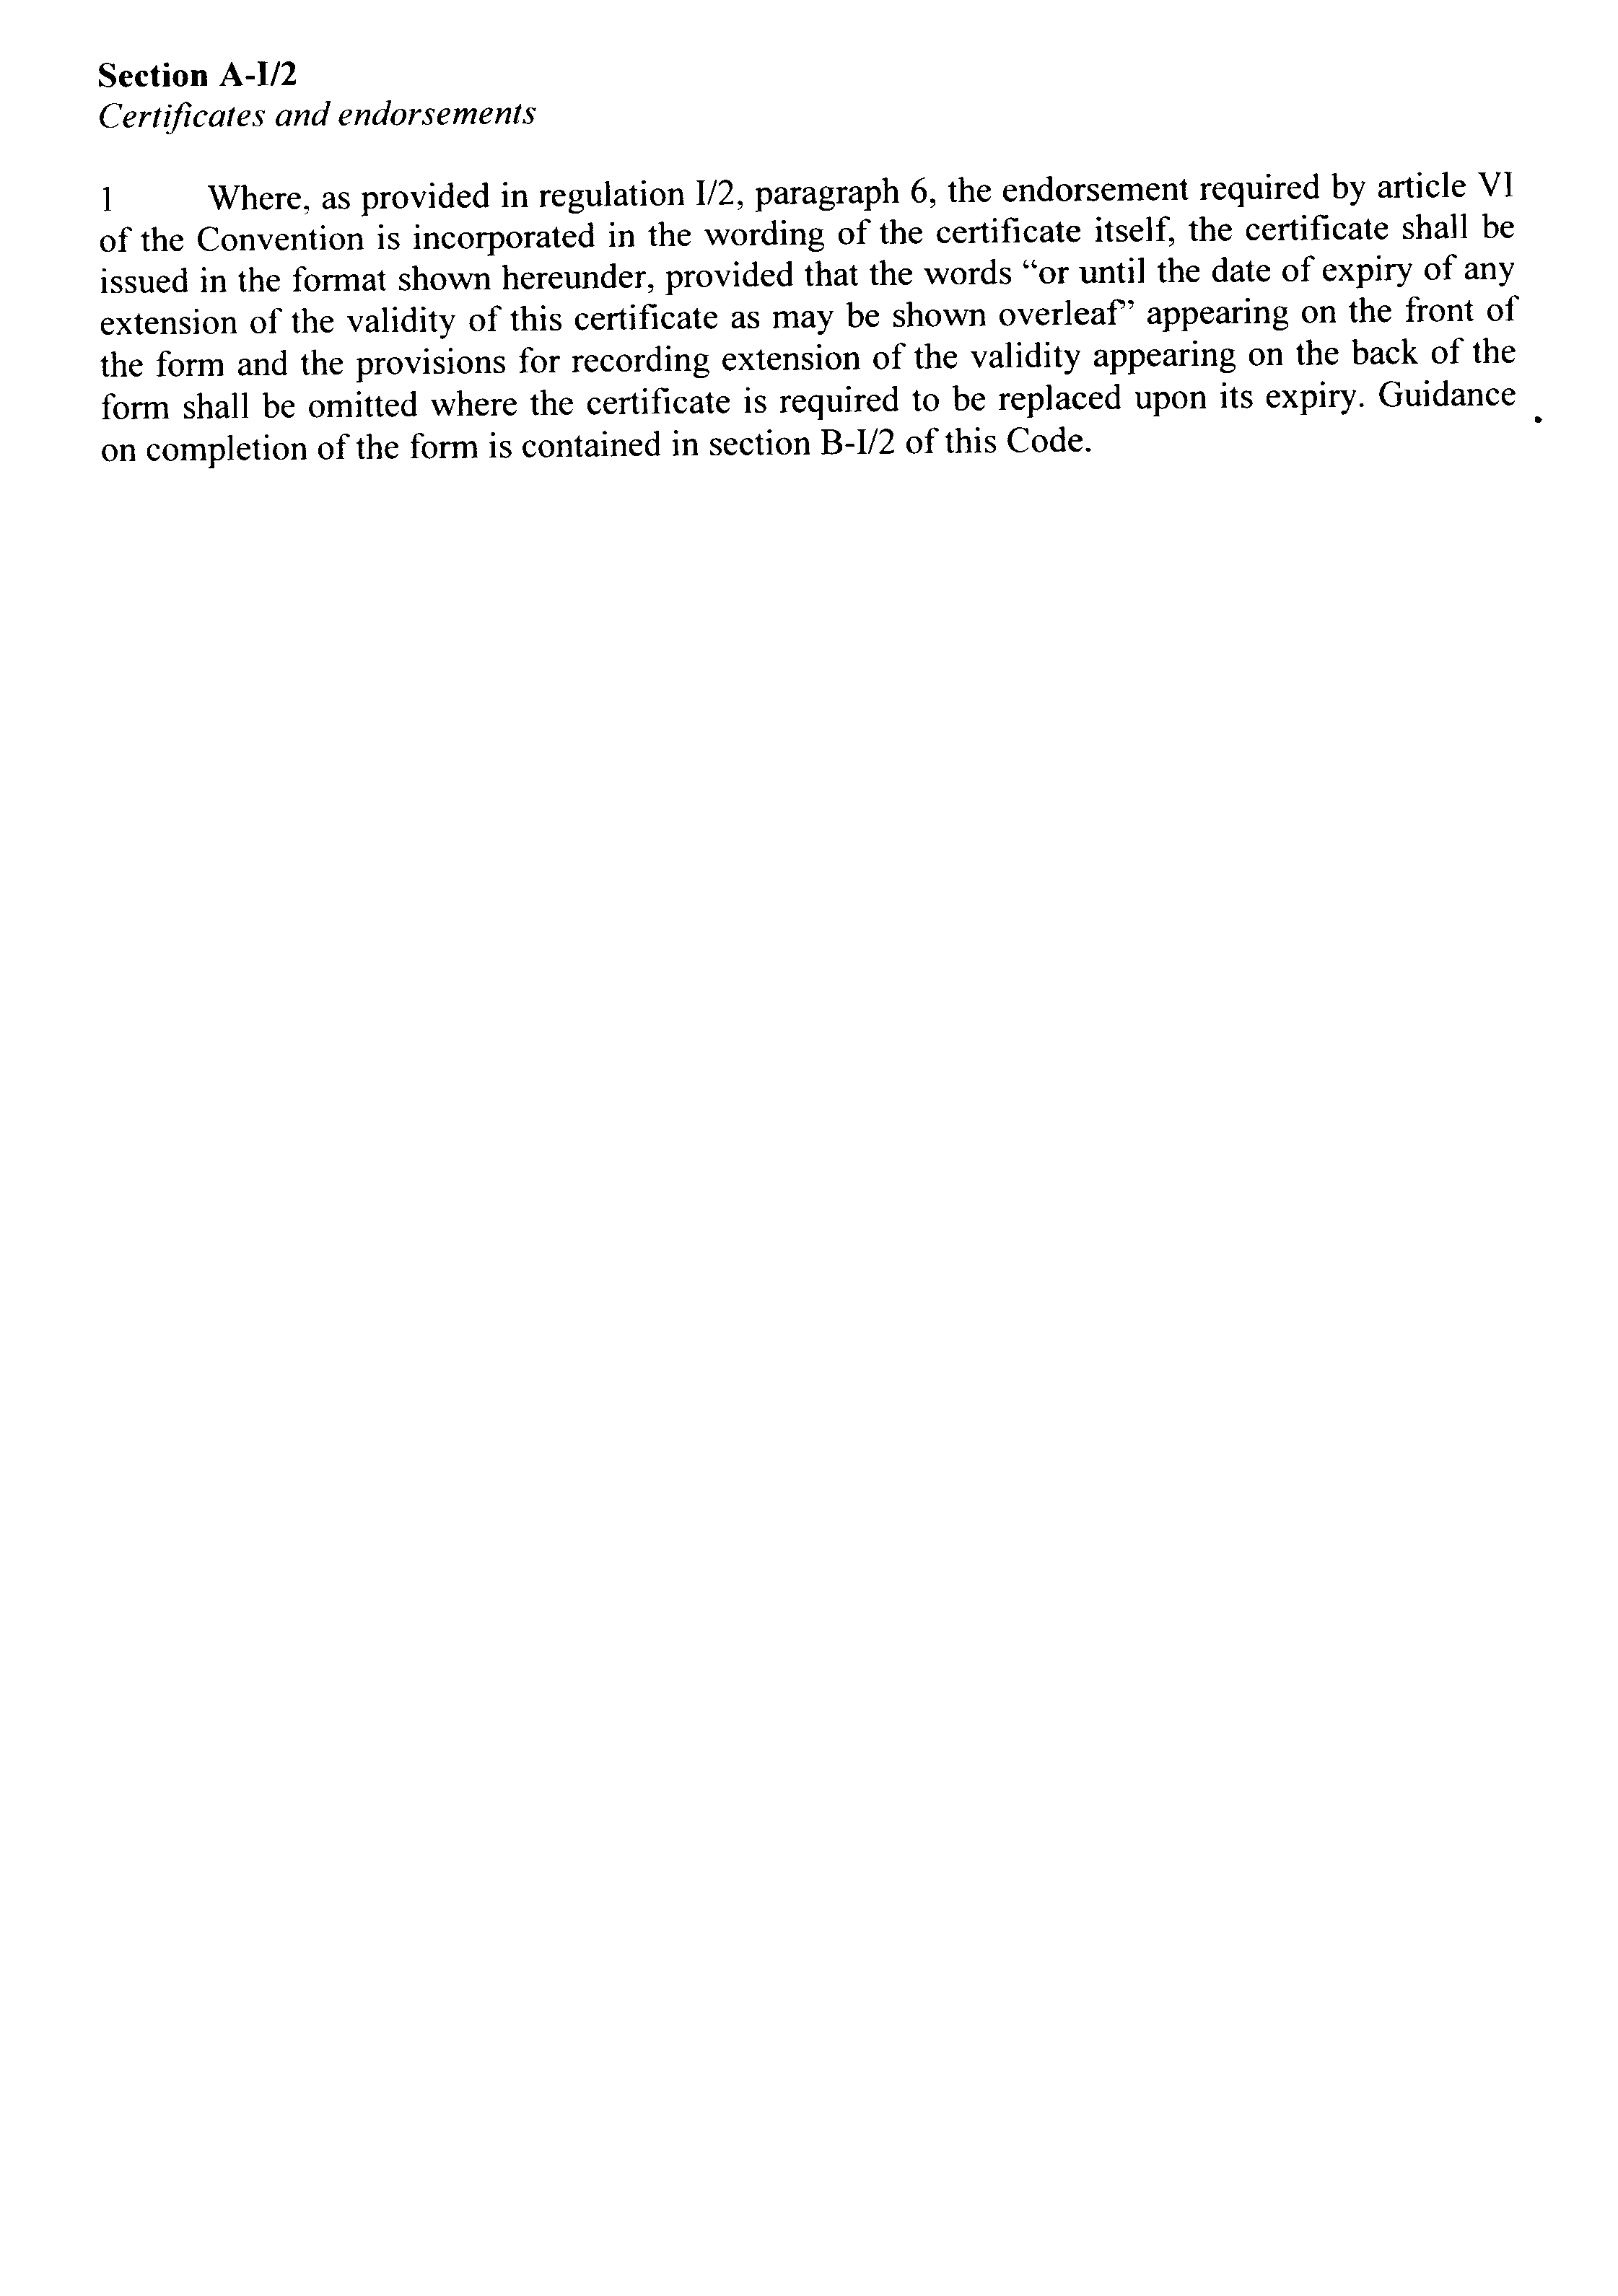 Section A-I/2
Certificates and endorsements
1 Where, as provided in regulation I/2, paragraph 6, the endorsement required by article VI
of the Convention is incorporated in the wording of the certificate itself, the certificate shall be
issued in the format shown hereunder, provided that the words “or until the date of expiry of any
extension of the validity of this certificate as may be shown overleaf” appearing on the front of
the form and the provisions for recording extension of the validity appearing on the back of the
form shall be omitted where the certificate is required to be replaced upon its expiry. Guidance
on completion of the form is contained in section B-I/2 of this Code.